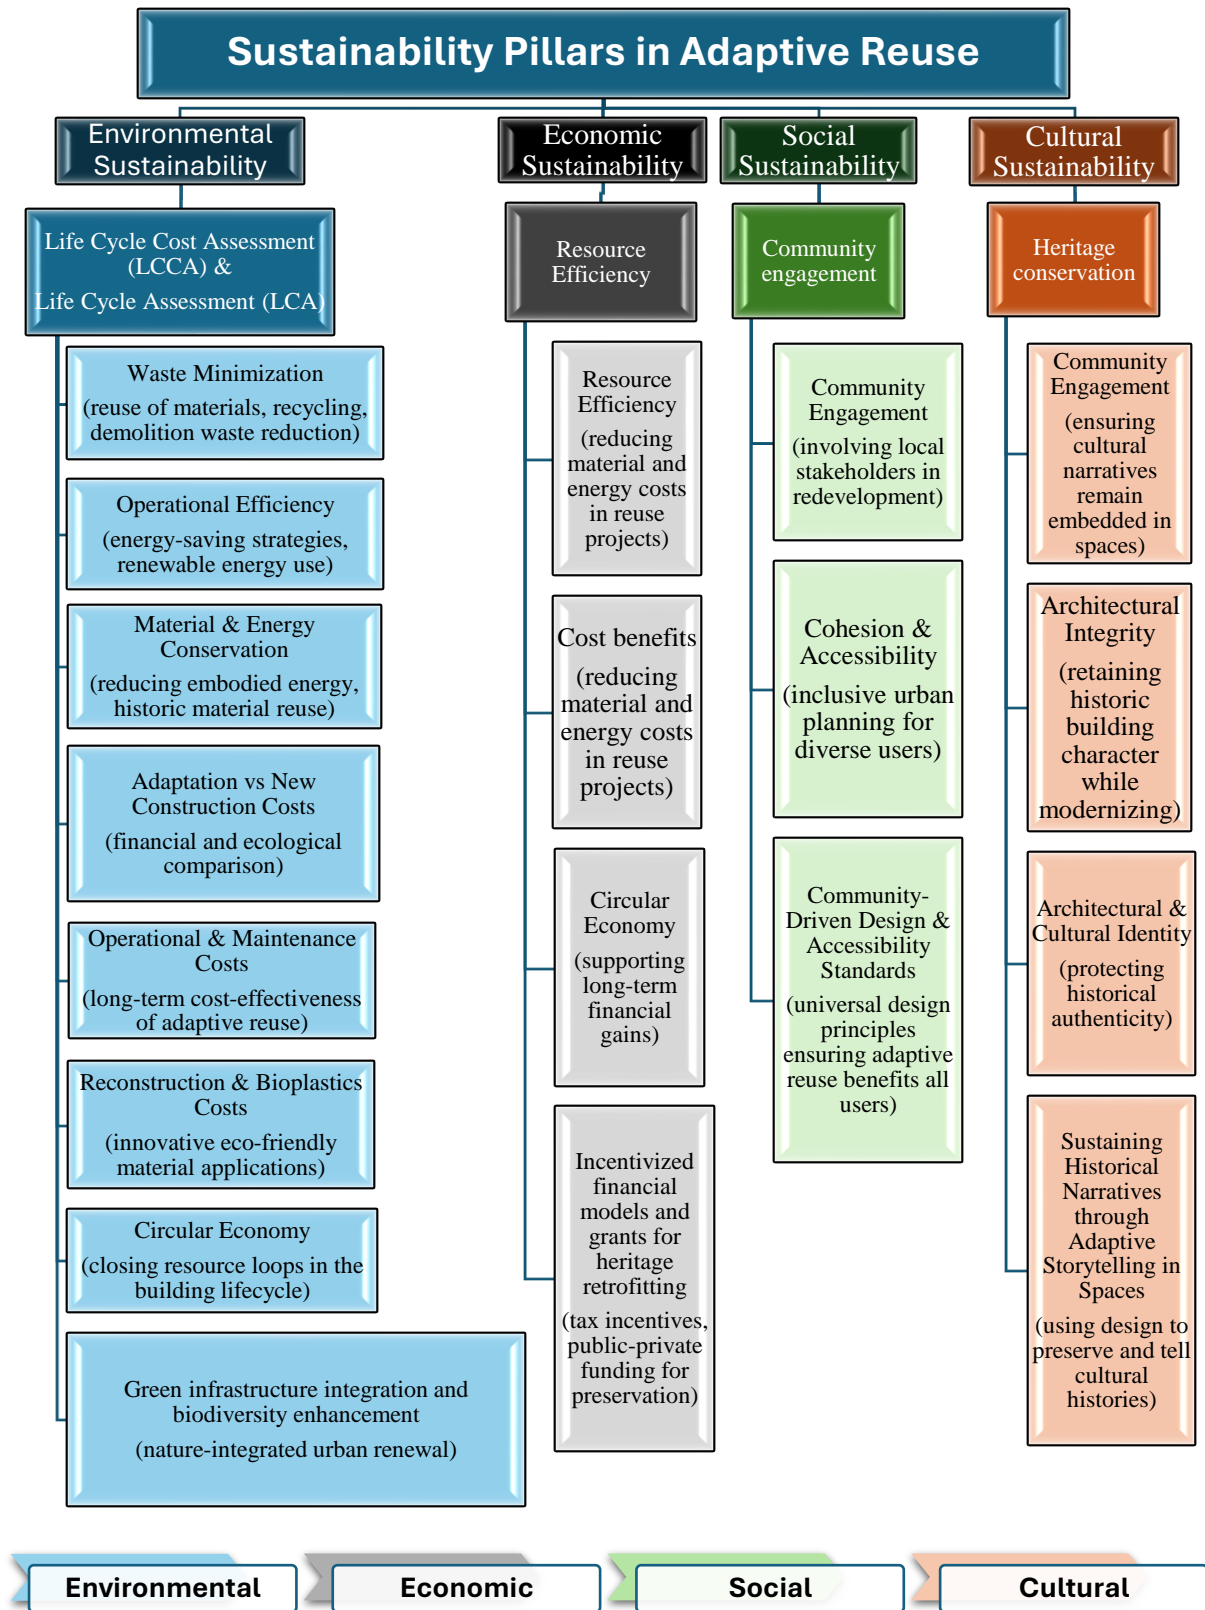 Sustainability Pillars in Adaptive Reuse
Environmental
Sustainability
Life Cycle Cost Assessment
(LCCA) &
Life Cycle Assessment (LCA)
Waste Minimization
(reuse of materials, recycling,
demolition waste reduction)
Operational Efficiency
(energy-saving strategies,
renewable energy use)
Material & Energy
Conservation
(reducing embodied energy,
historic material reuse)
Adaptation vs New
Construction Costs
(financial and ecological
comparison)
Operational & Maintenance
Costs
(long-term cost-effectiveness
of adaptive reuse)
Reconstruction & Bioplastics
Costs
(innovative eco-friendly
material applications)
Circular Economy
(closing resource loops in the
building lifecycle)
Green infrastructure integration and
biodiversity enhancement
(nature-integrated urban renewal)
Economic
Sustainability
Resource
Efficiency
Resource
Efficiency
(reducing
material and
energy costs
in reuse
projects)
Cost benefits
(reducing
material and
energy costs
in reuse
projects)
Circular
Economy
(supporting
long-term
financial
gains)
Incentivized
financial
models and
grants for
heritage
retrofitting
(tax incentives,
public-private
funding for
preservation)
Social
Sustainability
Community
engagement
Community
Engagement
(involving local
stakeholders in
redevelopment)
Cohesion &
Accessibility
(inclusive urban
planning for
diverse users)
Community-
Driven Design &
Accessibility
Standards
(universal design
principles
ensuring adaptive
reuse benefits all
users)
Cultural
Sustainability
Heritage
conservation
Community
Engagement
(ensuring
cultural
narratives
remain
embedded in
spaces)
Architectural
Integrity
(retaining
historic
building
character
while
modernizing)
Architectural &
Cultural Identity
(protecting
historical
authenticity)
Sustaining
Historical
Narratives
through
Adaptive
Storytelling in
Spaces
(using design to
preserve and tell
cultural
histories)
Environmental
Economic
Social
Cultural